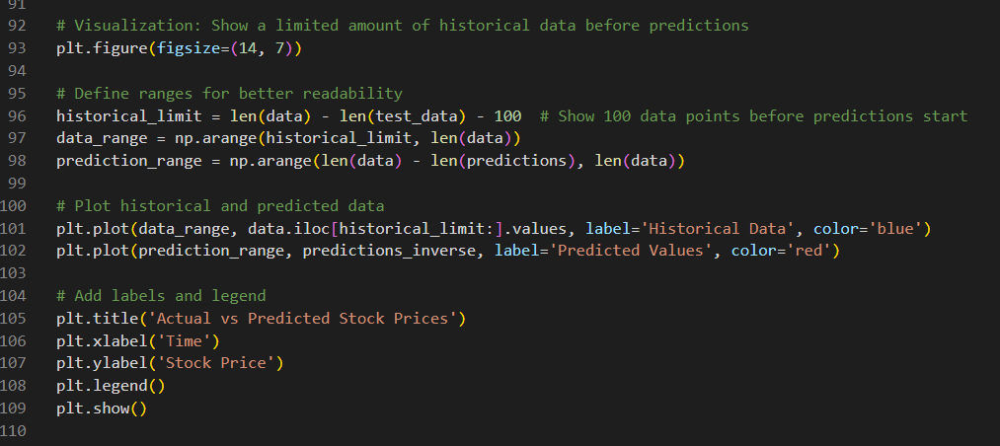 91
92 # Visualization: Show a limited amount of historical data before predictions
93 plt.figure(figsize=(14, 7))
94
95 # Define ranges for better readability
96 historical_limit = len(data) - len(test_data) - 100  # Show 100 data points before predictions start
97 data_range = np.arange(historical_limit, len(data))
98 prediction_range = np.arange(len(data) - len(predictions), len(data))
99
100 # Plot historical and predicted data
101 plt.plot(data_range, data.iloc[historical_limit:].values, label='Historical Data', color='blue')
102 plt.plot(prediction_range, predictions_inverse, label='Predicted Values', color='red')
103
104 # Add labels and legend
105 plt.title('Actual vs Predicted Stock Prices')
106 plt.xlabel('Time')
107 plt.ylabel('Stock Price')
108 plt.legend()
109 plt.show()
110